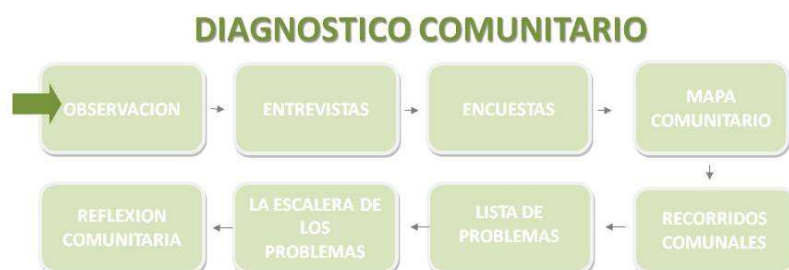 DIAGNOSTICO COMUNITARIO
OBSERVACION
ENTREVISTAS
ENCUESTAS
MAPA
COMUNITARIO
RECORRIDOS
COMUNALES
LISTA DE
PROBLEMAS
LA ESCALERA DE
LOS
PROBLEMAS
REFLEXION
COMUNITARIA